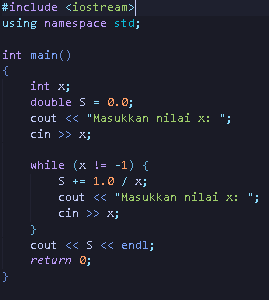 #include <iostream>
using namespace std;
int main()
{
int x;
double S = 0.0;
cout << "Masukkan nilai x: ";
cin >> x;
while (x != -1) {
S += 1.0 / x;
cout << "Masukkan nilai x: ";
cin >> x;
}
cout << S << endl;
return 0;
}